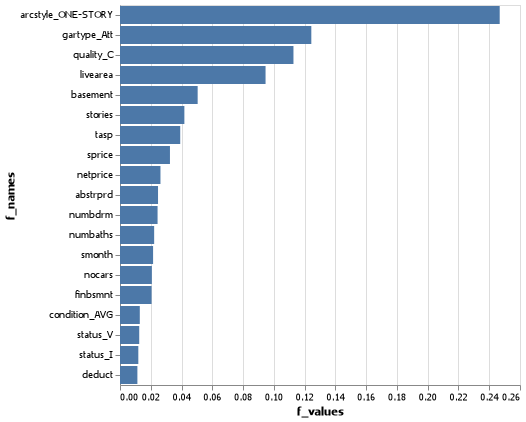 arcstyle_ONE-STORY
gartype_Att
quality_C
livearea
basement
stories
tasp
sprice
netprice
abstrprd
numbdrm
numbaths
smonth
nocars
finbsmnt
condition_AVG
status_V
status_I
deduct
f_names
0.00 0.02 0.04 0.06 0.08 0.10 0.12 0.14 0.16 0.18 0.20 0.22 0.24 0.26
f_values